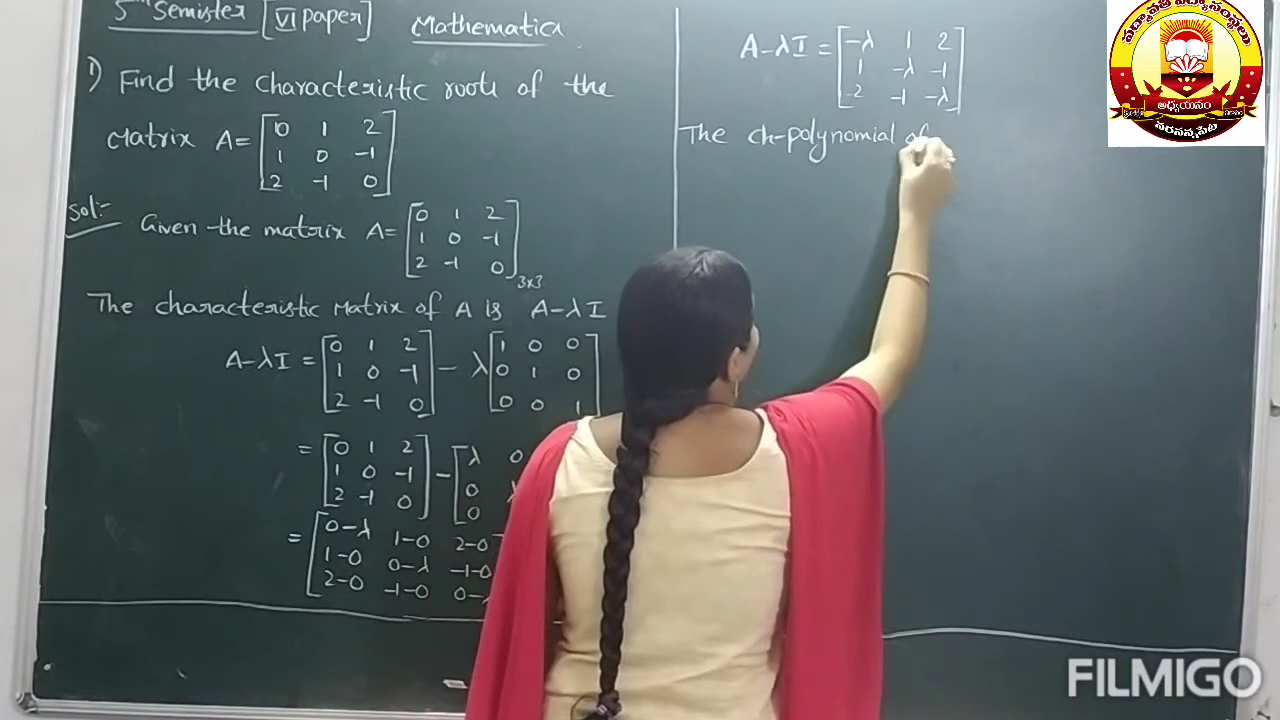 5th Semister [VI paper] Mathematics
1) Find the characteristic roots of the
Matrix A= [0 1 2
1 0 -1
2 -1 0]
Sol:-
Given the matrix A= [0 1 2
1 0 -1
2 -1 0]3x3
The characteristic Matrix of A is A-λI
A-λI = [0 1 2
1 0 -1
2 -1 0] - λ [1 0 0
0 1 0
0 0 1]
= [0 1 2
1 0 -1
2 -1 0] - [λ 0
0
0
= [0-λ 1-0 2-0
1-0 0-λ -1-0
2-0 -1-0 0-
A-λI = [-λ 1 2
1 -λ -1
2 -1 -λ]
The ch-polynomial of
అధ్యయనం
సరసన్నపేట
FILMIGO